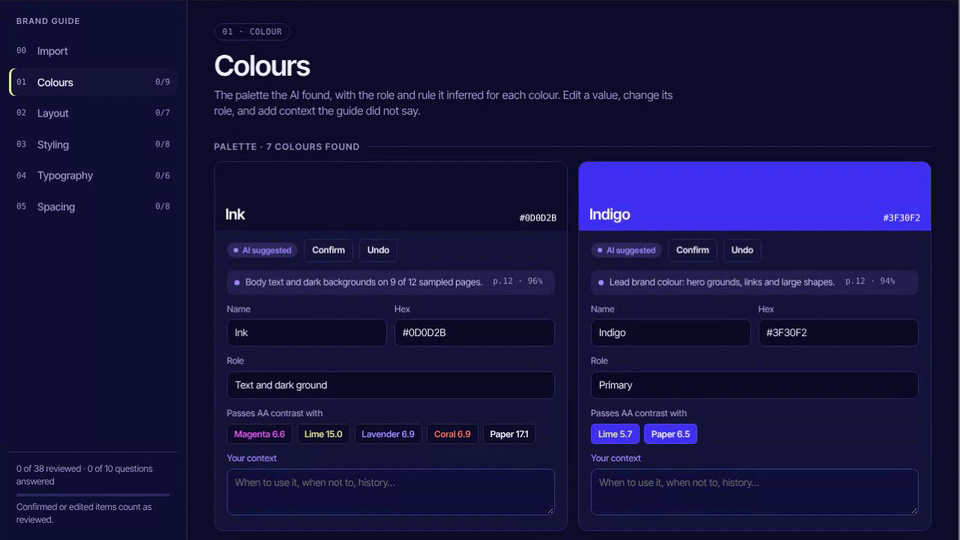 BRAND GUIDE
00 Import
01 Colours 0/9
02 Layout 0/7
03 Styling 0/8
04 Typography 0/6
05 Spacing 0/8
0 of 38 reviewed · 0 of 10 questions
answered
Confirmed or edited items count as
reviewed.
01 · COLOUR
Colours
The palette the AI found, with the role and rule it inferred for each colour. Edit a value, change its
role, and add context the guide did not say.
PALETTE · 7 COLOURS FOUND
Ink #0D0D2B
AI suggested Confirm Undo
Body text and dark backgrounds on 9 of 12 sampled pages. p.12 · 96%
Name Hex
Ink #0D0D2B
Role
Text and dark ground
Passes AA contrast with
Magenta 6.6 Lime 15.0 Lavender 6.9 Coral 6.9 Paper 17.1
Your context
When to use it, when not to, history...
Indigo #3F30F2
AI suggested Confirm Undo
Lead brand colour: hero grounds, links and large shapes. p.12 · 94%
Name Hex
Indigo #3F30F2
Role
Primary
Passes AA contrast with
Lime 5.7 Paper 6.5
Your context
When to use it, when not to, history...